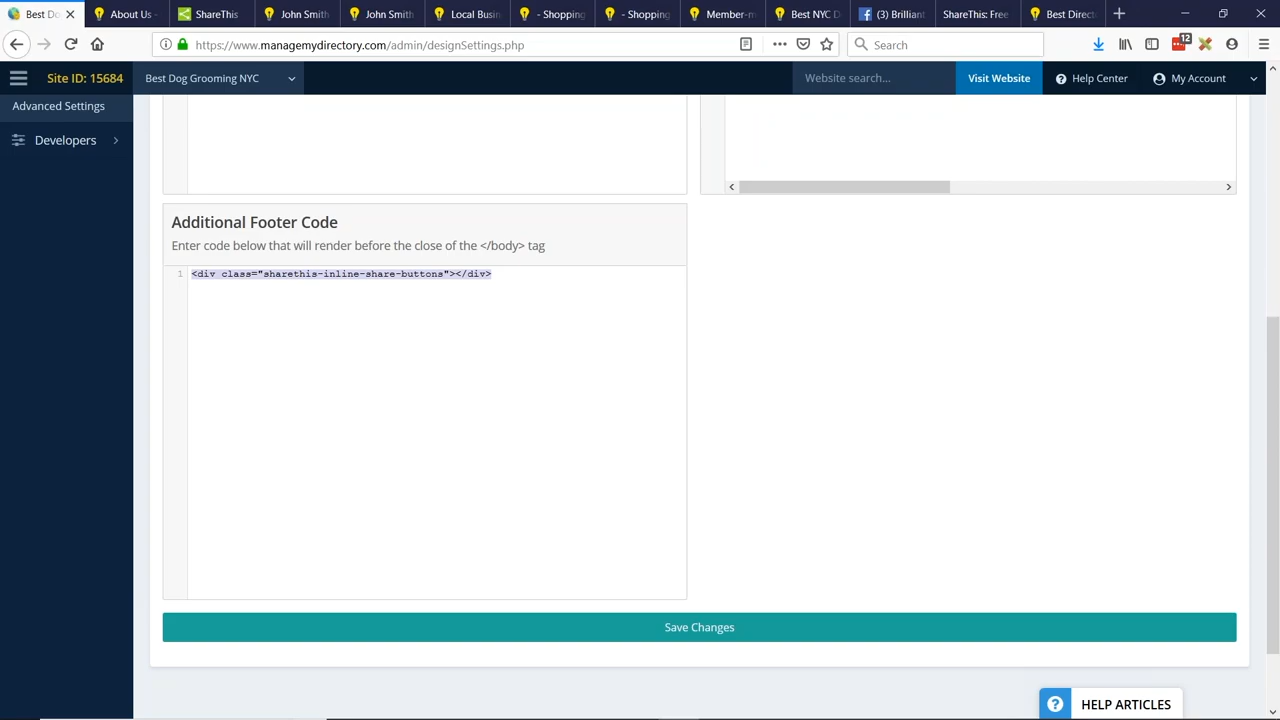 Best Do
About Us -
ShareThis
John Smith
John Smith
Local Busin
- Shopping
- Shopping
Member-m
Best NYC D
(3) Brilliant
ShareThis: Free
Best Direct
https://www.managemydirectory.com/admin/designSettings.php
Search
12
Site ID: 15684
Best Dog Grooming NYC
Website search...
Visit Website
Help Center
My Account
Advanced Settings
Developers
Additional Footer Code
Enter code below that will render before the close of the </body> tag
1 <div class="sharethis-inline-share-buttons"></div>
Save Changes
HELP ARTICLES